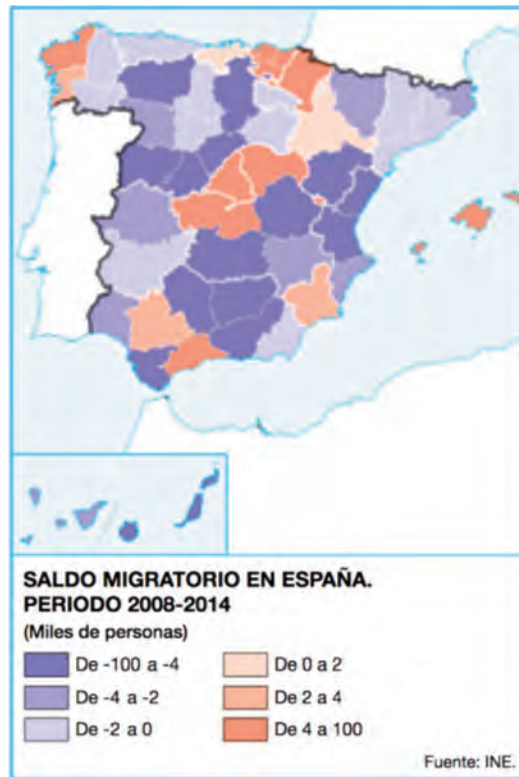 SALDO MIGRATORIO EN ESPAÑA.
PERIODO 2008-2014
(Miles de personas)
De -100 a -4
De 0 a 2
De -4 a -2
De 2 a 4
De -2 a 0
De 4 a 100
Fuente: INE.